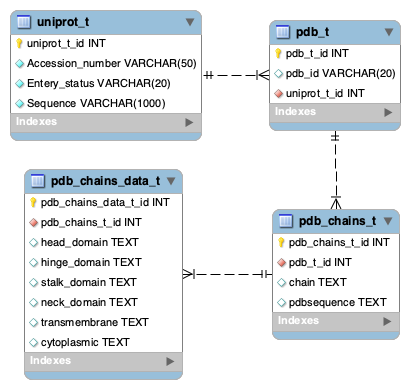 uniprot_t
uniprot_t_id INT
Accession_number VARCHAR(50)
Entery_status VARCHAR(20)
Sequence VARCHAR(1000)
Indexes
pdb_t
pdb_t_id INT
pdb_id VARCHAR(20)
uniprot_t_id INT
Indexes
pdb_chains_data_t
pdb_chains_data_t_id INT
pdb_chains_t_id INT
head_domain TEXT
hinge_domain TEXT
stalk_domain TEXT
neck_domain TEXT
transmembrane TEXT
cytoplasmic TEXT
Indexes
pdb_chains_t
pdb_chains_t_id INT
pdb_t_id INT
chain TEXT
pdbsequence TEXT
Indexes